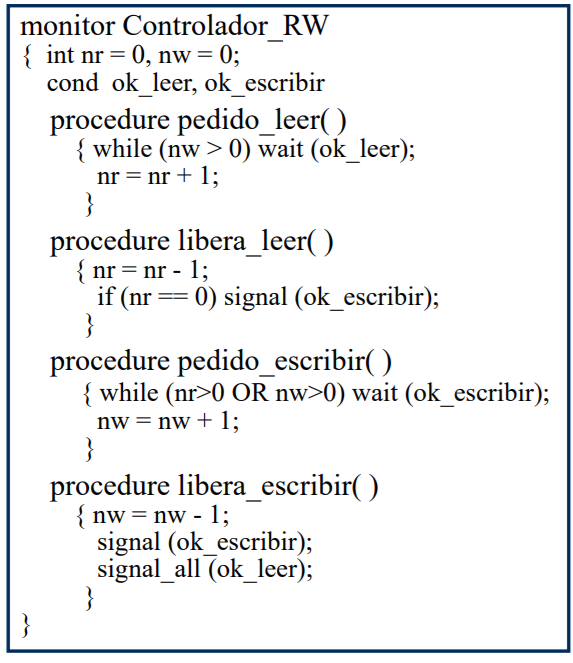 monitor Controlador_RW
{ int nr = 0, nw = 0;
cond ok_leer, ok_escribir
procedure pedido_leer( )
{ while (nw > 0) wait (ok_leer);
nr = nr + 1;
}
procedure libera_leer( )
{ nr = nr - 1;
if (nr == 0) signal (ok_escribir);
}
procedure pedido_escribir( )
{ while (nr>0 OR nw>0) wait (ok_escribir);
nw = nw + 1;
}
procedure libera_escribir( )
{ nw = nw - 1;
signal (ok_escribir);
signal_all (ok_leer);
}
}